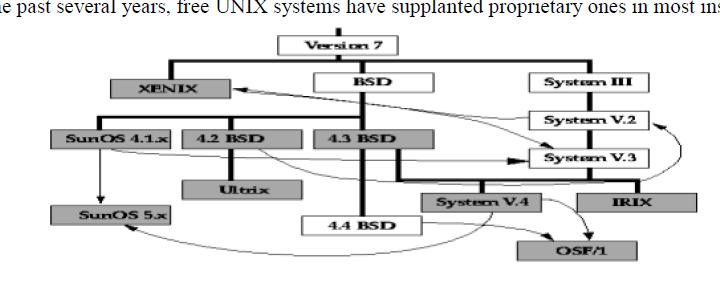 e past several years, free UNIX systems have supplanted proprietary ones in most ins
Version 7
XENIX
BSD
System III
System V.2
SunOS 4.1.x
4.2 BSD
4.3 BSD
System V.3
Ultrix
System V.4
IRIX
SunOS 5.x
4.4 BSD
OSF/1